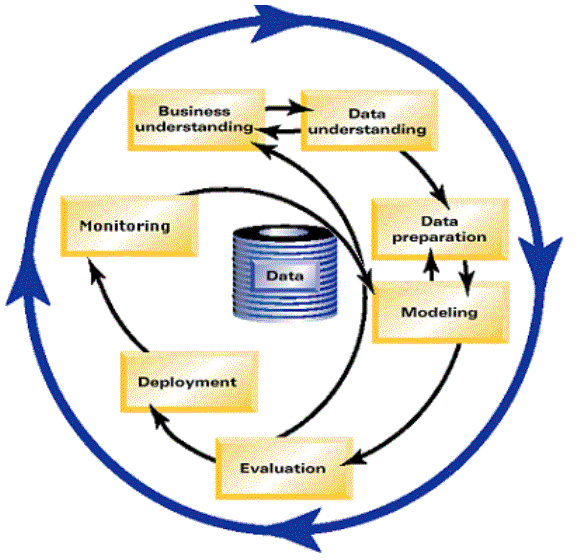 Business
understanding
Data
understanding
Monitoring
Data
preparation
Data
Modeling
Deployment
Evaluation